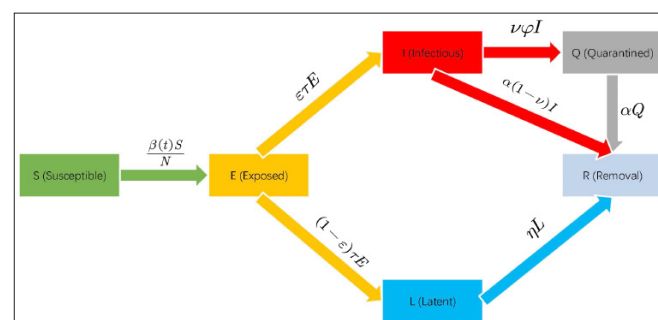 νφI
I (Infectious)
Q (Quarantined)
ετE
α(1−ν)I
αQ
β(t)S
N
S (Susceptible)
E (Exposed)
R (Removal)
(1−ε)τE
ηL
L (Latent)